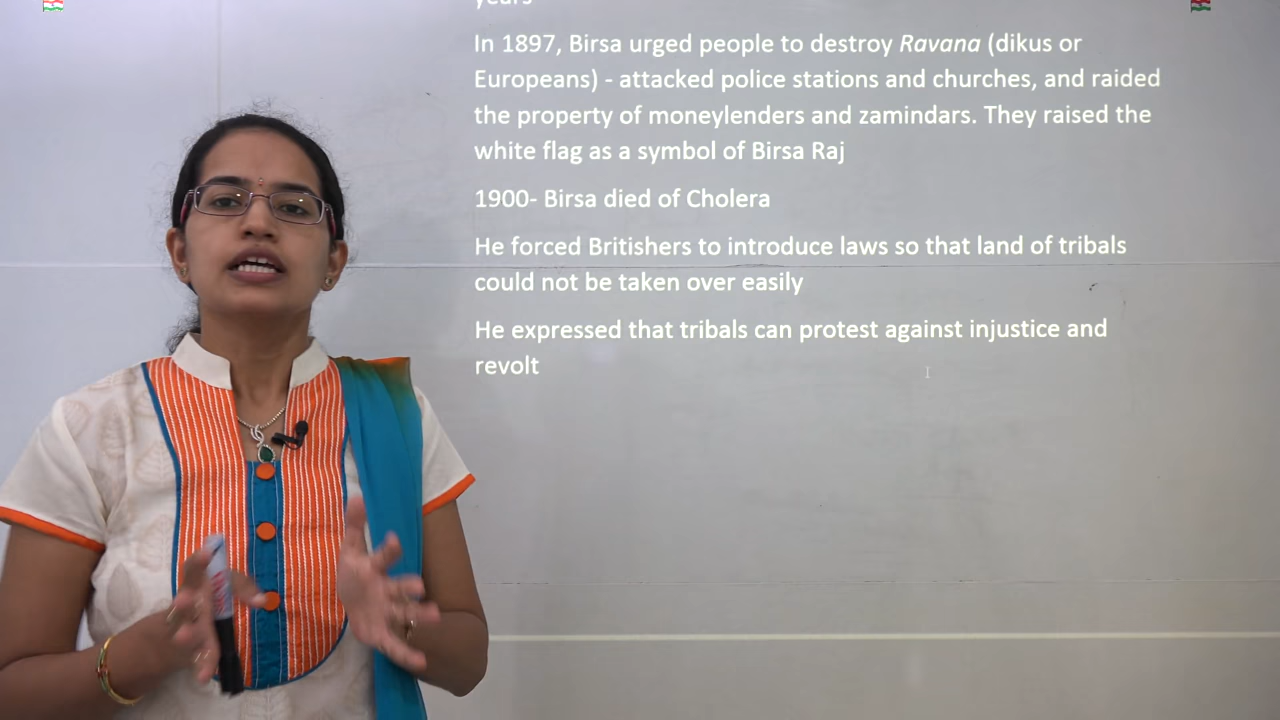 years
In 1897, Birsa urged people to destroy Ravana (dikus or
Europeans) - attacked police stations and churches, and raided
the property of moneylenders and zamindars. They raised the
white flag as a symbol of Birsa Raj
1900- Birsa died of Cholera
He forced Britishers to introduce laws so that land of tribals
could not be taken over easily
He expressed that tribals can protest against injustice and
revolt